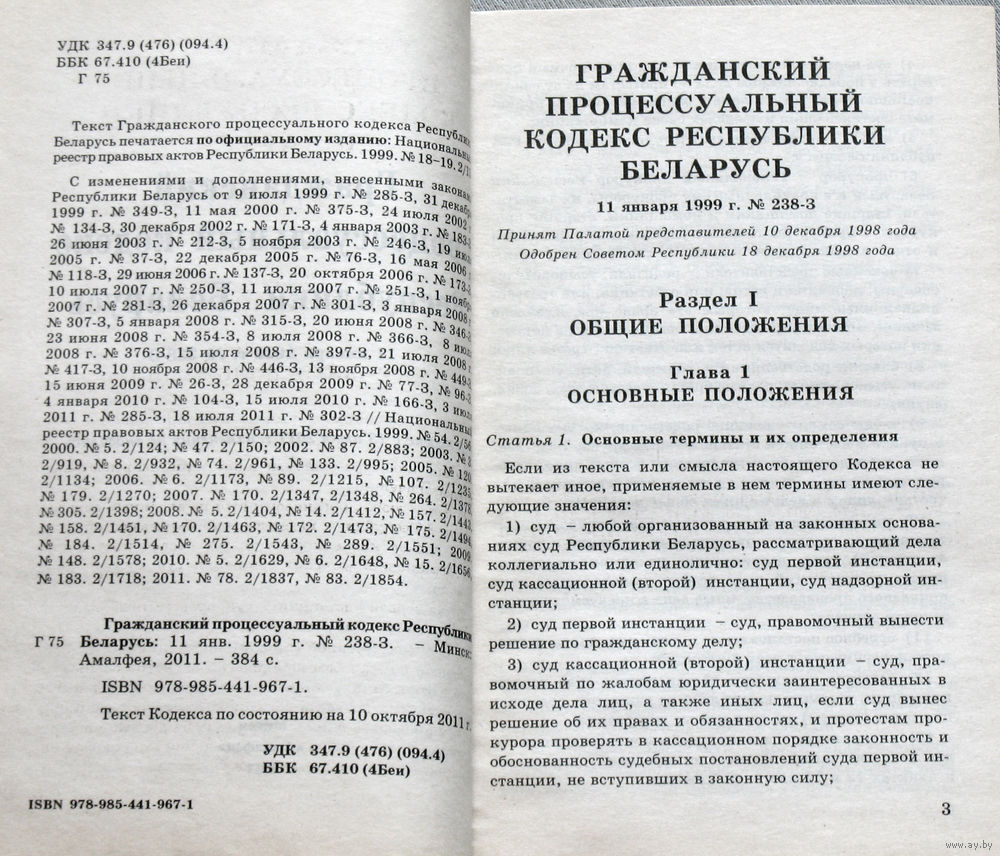 УДК 347.9 (476) (094.4)
ББК 67.410 (4Беи)
Г 75
Текст Гражданского процессуального кодекса Республики
Беларусь печатается по официальному изданию: Национальный
реестр правовых актов Республики Беларусь. 1999. № 18–19. 2/13
С изменениями и дополнениями, внесенными законами
Республики Беларусь от 9 июля 1999 г. № 285-З, 31 декабря
1999 г. № 349-З, 11 мая 2000 г. № 375-З, 24 июля 2002 г.
№ 134-З, 30 декабря 2002 г. № 171-З, 4 января 2003 г. № 183-З,
26 июня 2003 г. № 212-З, 5 ноября 2003 г. № 246-З, 19 июля
2005 г. № 37-З, 22 декабря 2005 г. № 76-З, 16 мая 2006 г.
№ 118-З, 29 июня 2006 г. № 137-З, 20 октября 2006 г. № 173-З,
10 июля 2007 г. № 250-З, 11 июля 2007 г. № 251-З, 1 ноября
2007 г. № 281-З, 26 декабря 2007 г. № 301-З, 3 января 2008 г.
№ 307-З, 5 января 2008 г. № 315-З, 20 июня 2008 г. № 346-З,
23 июня 2008 г. № 354-З, 8 июля 2008 г. № 366-З, 8 июля
2008 г. № 376-З, 15 июля 2008 г. № 397-З, 21 июля 2008 г.
№ 417-З, 10 ноября 2008 г. № 446-З, 13 ноября 2008 г. № 449-З,
15 июня 2009 г. № 26-З, 28 декабря 2009 г. № 77-З, № 96-З,
4 января 2010 г. № 104-З, 15 июля 2010 г. № 166-З, 3 июля
2011 г. № 285-З, 18 июля 2011 г. № 302-З // Национальный
реестр правовых актов Республики Беларусь. 1999. № 54. 2/56;
2000. № 5. 2/124; № 47. 2/150; 2002. № 87. 2/883; 2003. № 3.
2/919, № 8. 2/932, № 74. 2/961, № 133. 2/995; 2005. № 120.
2/1134; 2006. № 6. 2/1173, № 89. 2/1215, № 107. 2/1235,
№ 179. 2/1270; 2007. № 170. 2/1347, 2/1348, № 264. 2/1378,
№ 305. 2/1398; 2008. № 5. 2/1404, № 14. 2/1412, № 157. 2/1443,
№ 158. 2/1451, № 170. 2/1463, № 172. 2/1473, № 175. 2/1494,
№ 184. 2/1514, № 275. 2/1543, № 289. 2/1551; 2009.
№ 148. 2/1578; 2010. № 5. 2/1629, № 6. 2/1648, № 15. 2/1656,
№ 183. 2/1718; 2011. № 78. 2/1837, № 83. 2/1854.
Гражданский процессуальный кодекс Республики
Г 75 Беларусь: 11 янв. 1999 г. № 238-З. – Минск:
Амалфея, 2011. – 384 с.
ISBN 978-985-441-967-1.
Текст Кодекса по состоянию на 10 октября 2011 г.
УДК 347.9 (476) (094.4)
ББК 67.410 (4Беи)
ISBN 978-985-441-967-1
ГРАЖДАНСКИЙ
ПРОЦЕССУАЛЬНЫЙ
КОДЕКС РЕСПУБЛИКИ
БЕЛАРУСЬ
11 января 1999 г. № 238-З
Принят Палатой представителей 10 декабря 1998 года
Одобрен Советом Республики 18 декабря 1998 года
Раздел I
ОБЩИЕ ПОЛОЖЕНИЯ
Глава 1
ОСНОВНЫЕ ПОЛОЖЕНИЯ
Статья 1. Основные термины и их определения
Если из текста или смысла настоящего Кодекса не
вытекает иное, применяемые в нем термины имеют сле-
дующие значения:
1) суд – любой организованный на законных основа-
ниях суд Республики Беларусь, рассматривающий дела
коллегиально или единолично: суд первой инстанции,
суд кассационной (второй) инстанции, суд надзорной ин-
станции;
2) суд первой инстанции – суд, правомочный вынести
решение по гражданскому делу;
3) суд кассационной (второй) инстанции – суд, пра-
вомочный по жалобам юридически заинтересованных в
исходе дела лиц, а также иных лиц, если суд вынес
решение об их правах и обязанностях, и протестам про-
курора проверять в кассационном порядке законность и
обоснованность судебных постановлений суда первой ин-
станции, не вступивших в законную силу;
3
www.ay.by